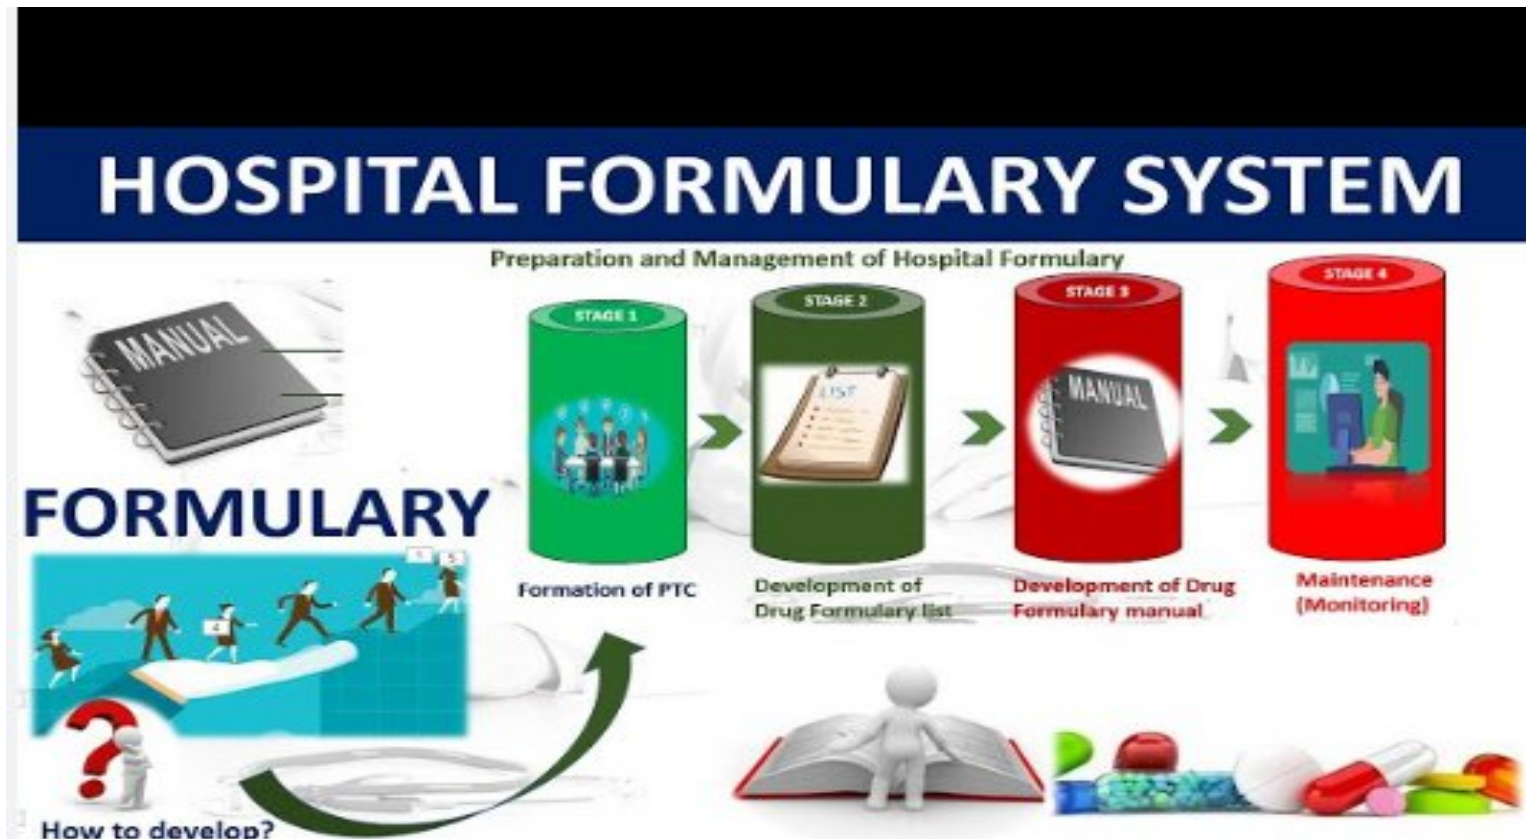 HOSPITAL FORMULARY SYSTEM
Preparation and Management of Hospital Formulary
MANUAL
FORMULARY
How to develop?
STAGE 1
Formation of PTC
STAGE 2
LIST
Development of
Drug Formulary list
STAGE 3
MANUAL
Development of Drug
Formulary manual
STAGE 4
Maintenance
(Monitoring)